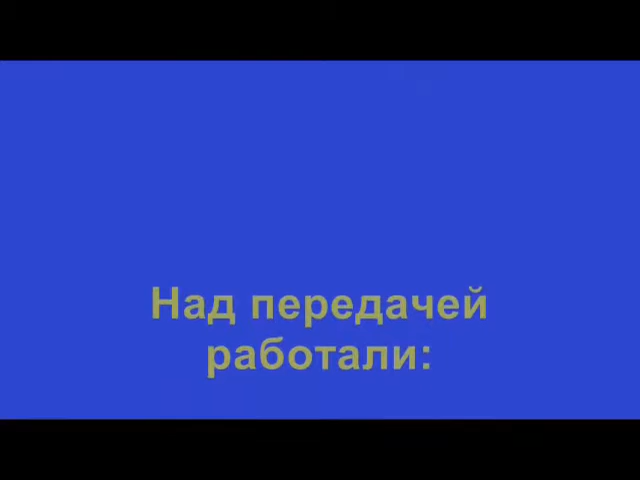 Над передачей
работали: